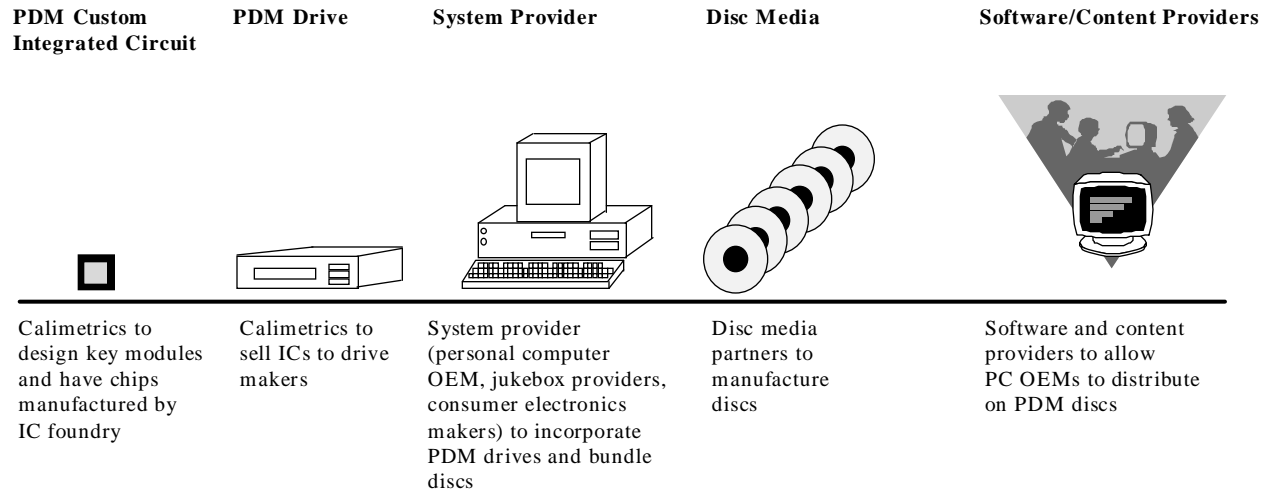 PDM Custom
Integrated Circuit
PDM Drive
System Provider
Disc Media
Software/Content Providers
Calimetrics to
design key modules
and have chips
manufactured by
IC foundry
Calimetrics to
sell ICs to drive
makers
System provider
(personal computer
OEM, jukebox providers,
consumer electronics
makers) to incorporate
PDM drives and bundle
discs
Disc media
partners to
manufacture
discs
Software and content
providers to allow
PC OEMs to distribute
on PDM discs